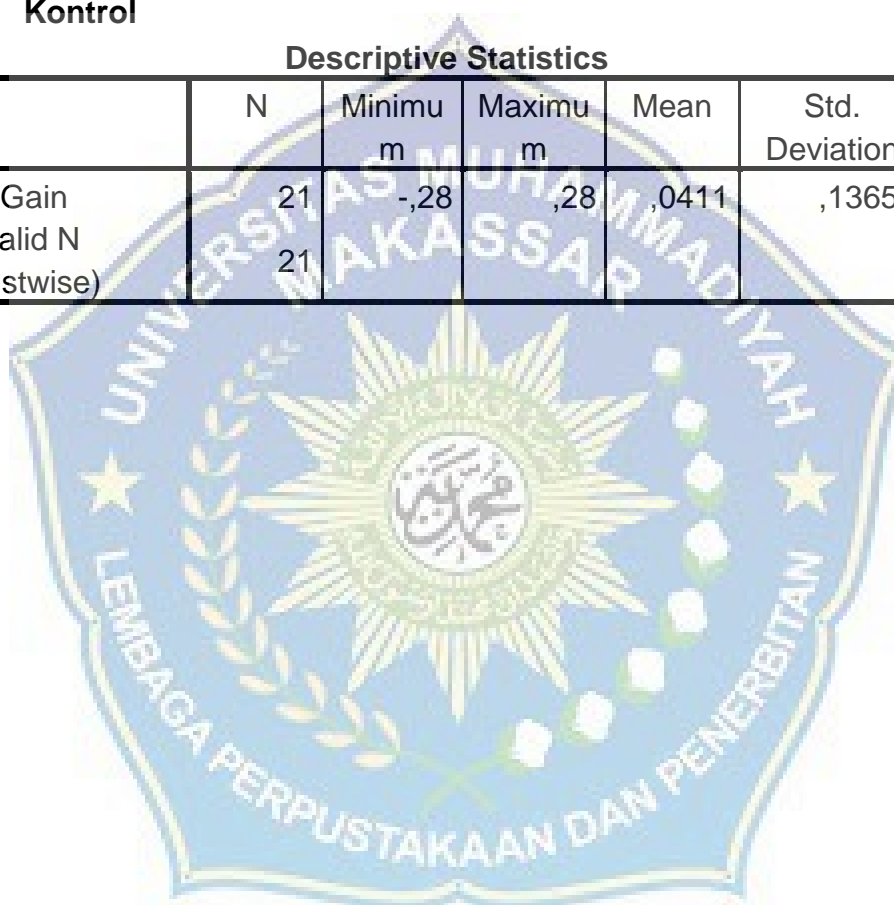 Kontrol
Descriptive Statistics
N Minimu Maximu Mean Std.
m m Deviation
Gain 21 -,28 ,28 ,0411 ,1365
alid N
21
stwise)
UNIVERSITAS MUHAMMADIYAH
MAKASSAR
LEMBAGA PERPUSTAKAAN DAN PENERBITAN